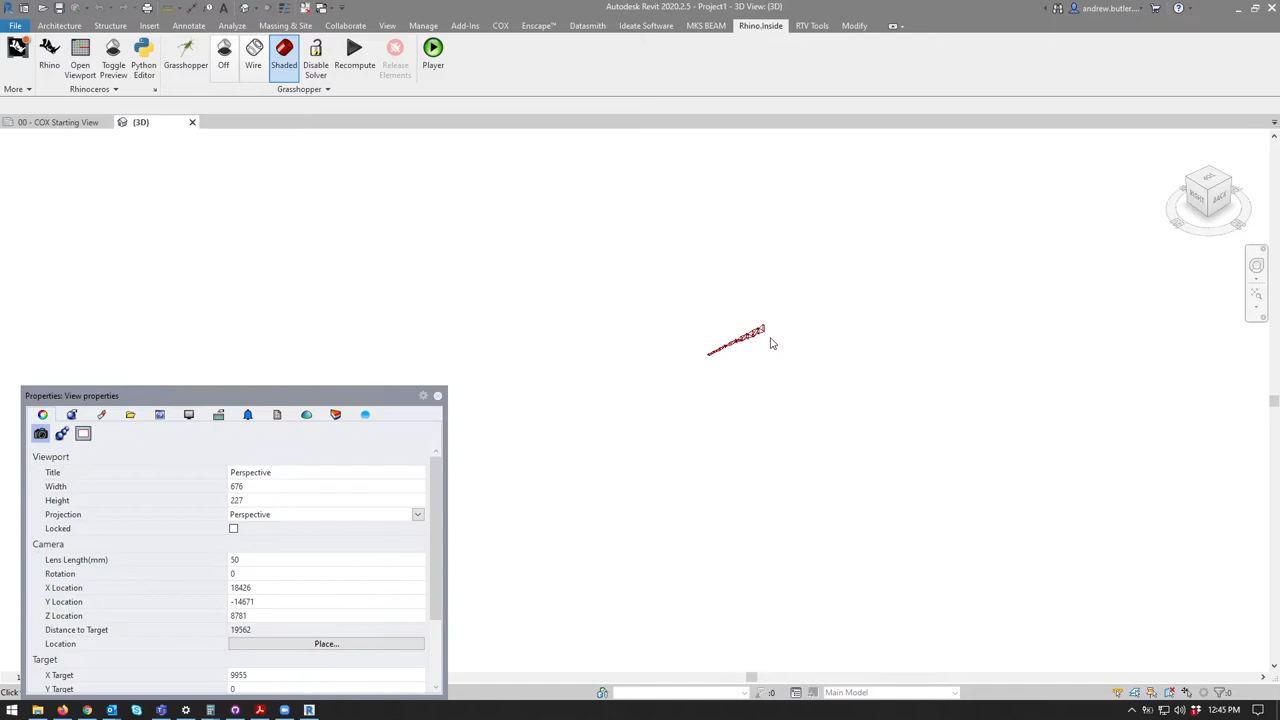 Autodesk Revit 2020.2.5 - Project1 - 3D View: {3D}
andrew.butler....
File Architecture Structure Insert Annotate Analyze Massing & Site Collaborate View Manage Add-Ins COX Enscape™ Datasmith Ideate Software MKS BEAM Rhino.Inside RTV Tools Modify
Rhino Open Viewport Toggle Preview Python Editor Grasshopper Off Wire Shaded Disable Solver Recompute Release Elements Player
More Rhinoceros Grasshopper
00 - COX Starting View {3D}
RIGHT BACK
Properties: View properties
Viewport
Title Perspective
Width 676
Height 227
Projection Perspective
Locked
Camera
Lens Length(mm) 50
Rotation 0
X Location 18426
Y Location -14671
Z Location 8781
Distance to Target 19562
Location Place...
Target
X Target 9955
Y Target 0
Click :0 Main Model :0
12:45 PM